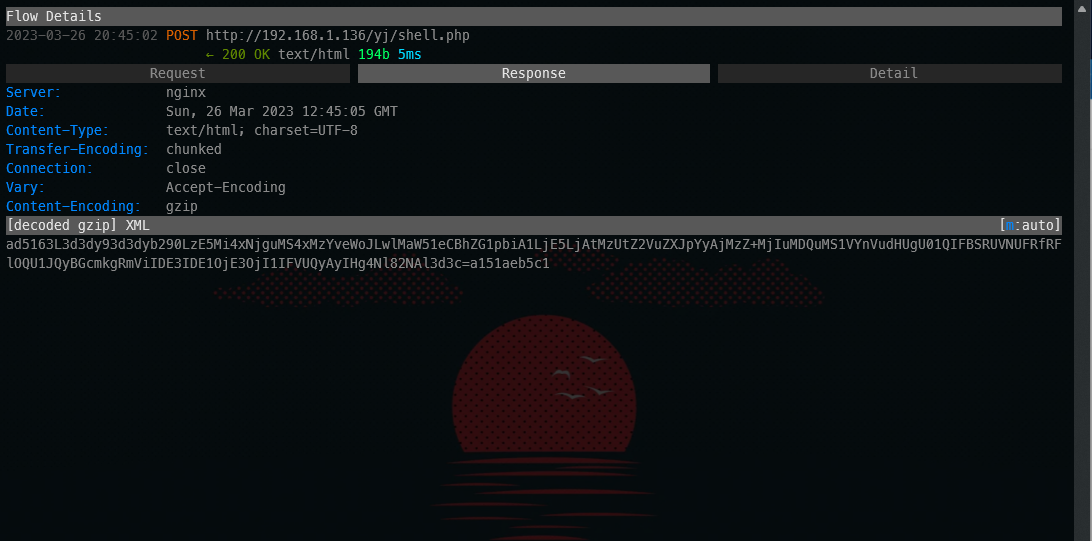 Flow Details
2023-03-26 20:45:02 POST http://192.168.1.136/yj/shell.php
← 200 OK text/html 194b 5ms
Request Response Detail
Server: nginx
Date: Sun, 26 Mar 2023 12:45:05 GMT
Content-Type: text/html; charset=UTF-8
Transfer-Encoding: chunked
Connection: close
Vary: Accept-Encoding
Content-Encoding: gzip
[decoded gzip] XML [m:auto]
ad5163L3d3dy93d3dyb290LzE5Mi4xNjguMS4xMzYveWoJLwlMaW51eCBhZG1pbiA1LjE5LjAtMzUtZ2VuZXJpYyAjMzZ+MjIuMDQuMS1VYnVudHUgU01QIFBSRUVNUFRfRF
lOQU1JQyBGcmkgRmViIDE3IDE1OjE3OjI1IFVUQyAyIHg4Nl82NAl3d3c=a151aeb5c1